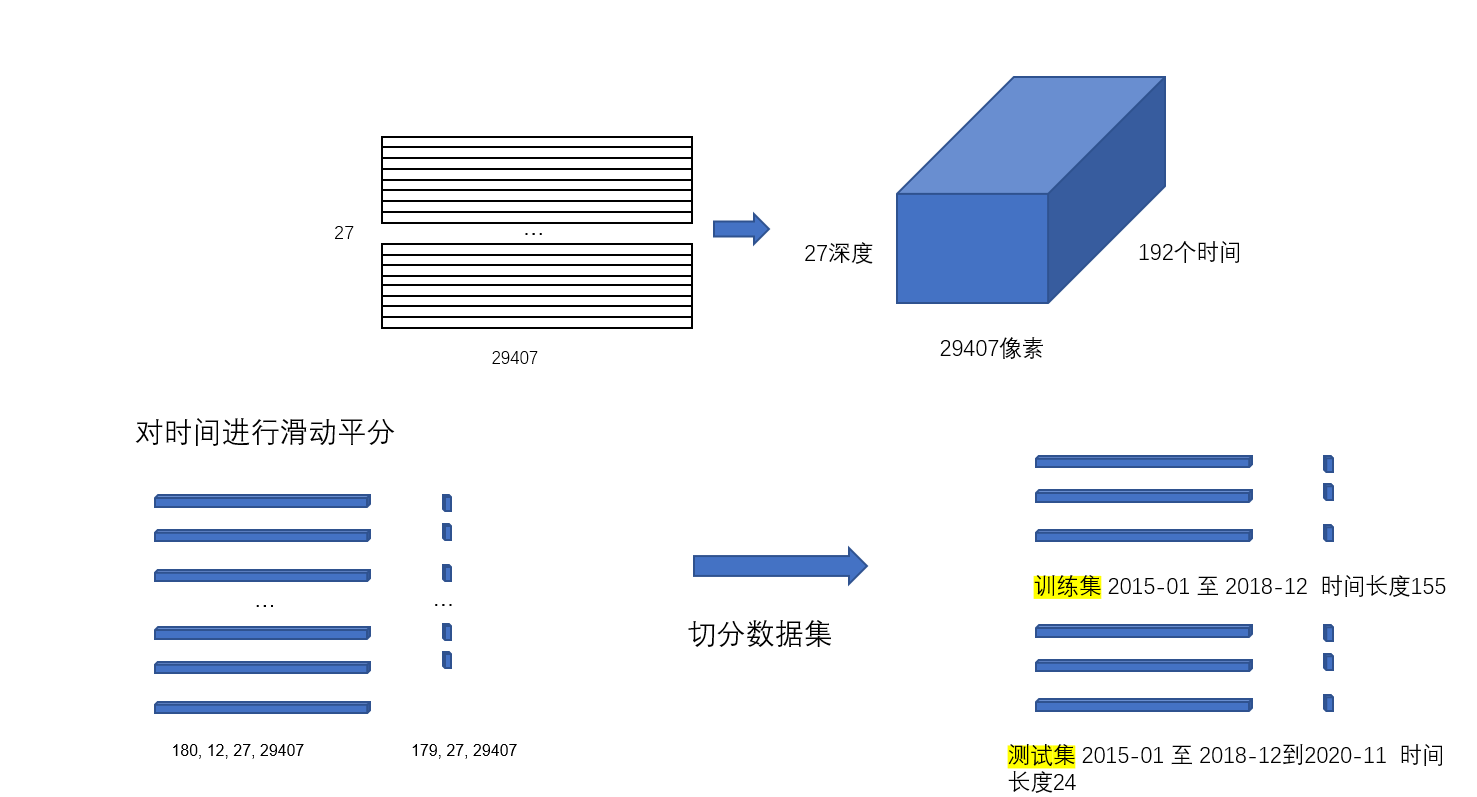 27
…
29407
27深度
192个时间
29407像素
对时间进行滑动平分
…
…
180, 12, 27, 29407
179, 27, 29407
切分数据集
训练集 2015-01 至 2018-12 时间长度155
测试集 2015-01 至 2018-12到2020-11 时间
长度24